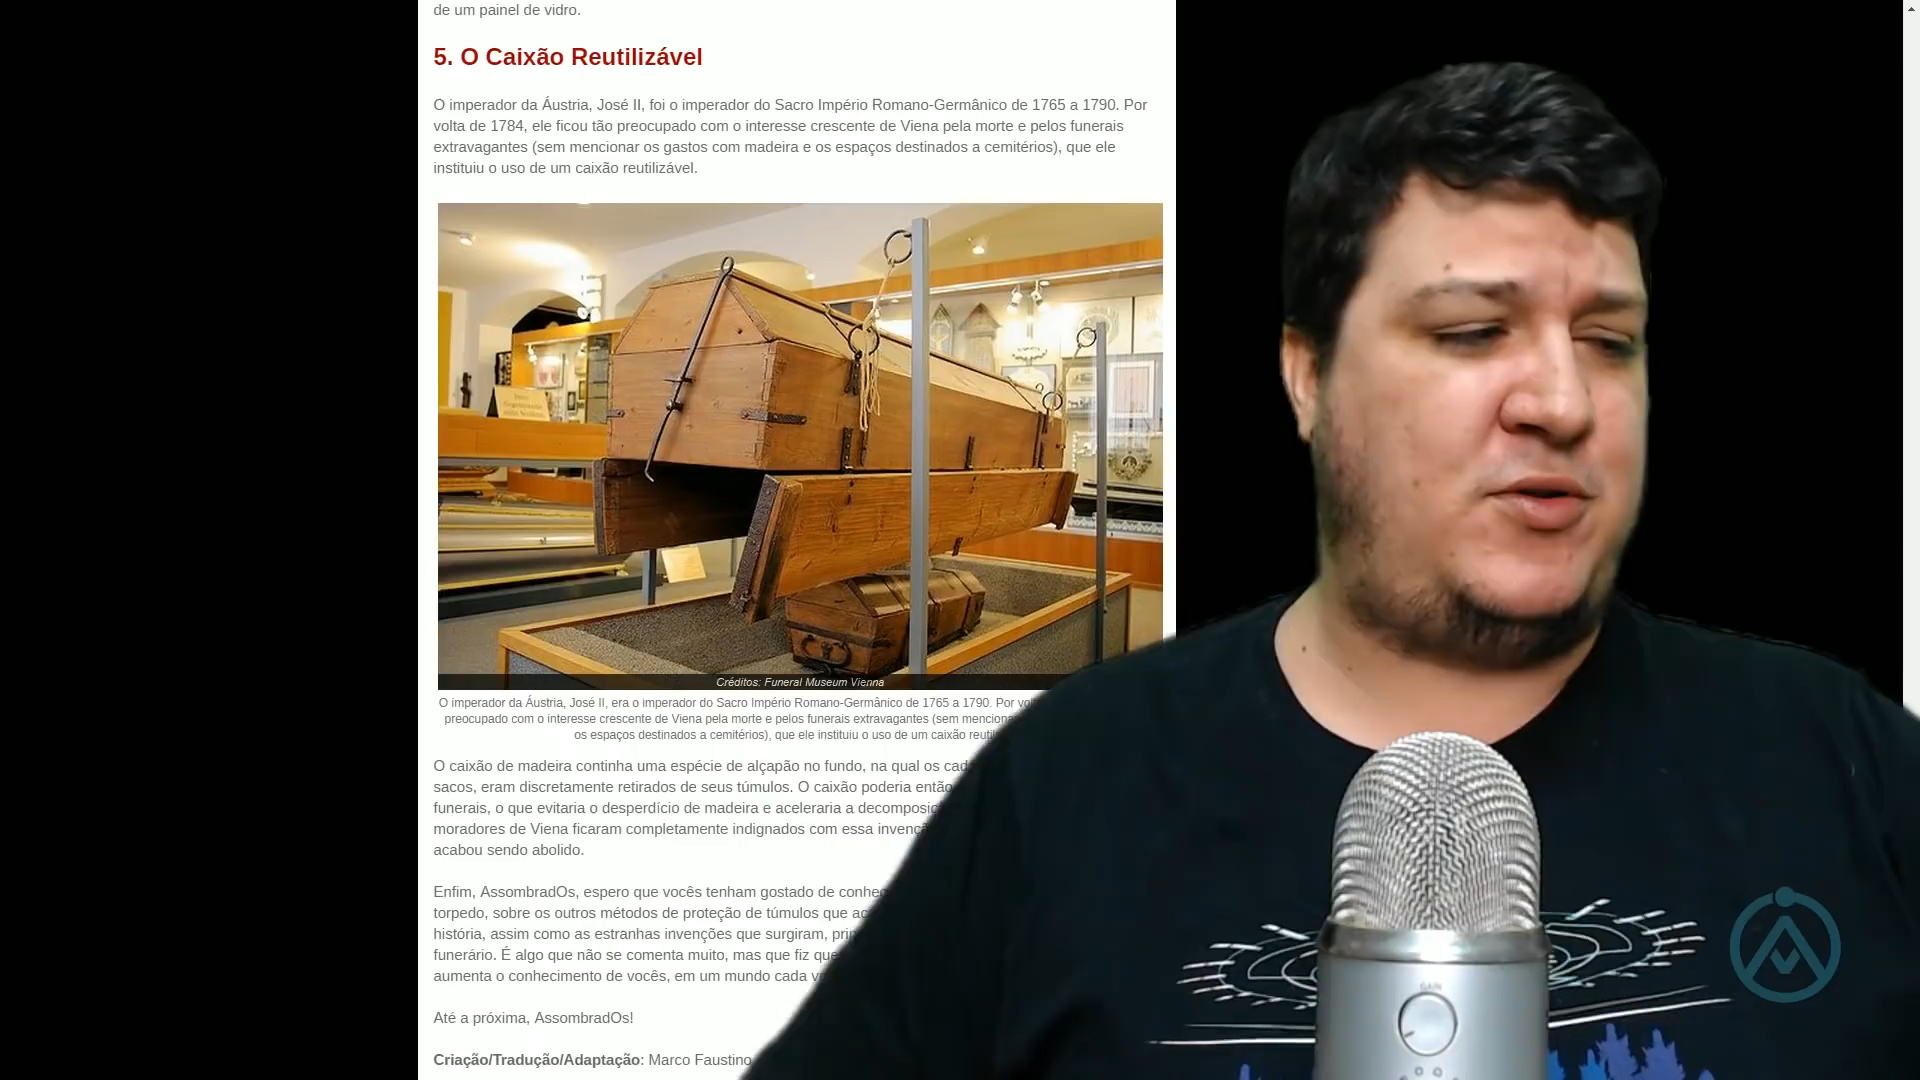 de um painel de vidro.
5. O Caixão Reutilizável
O imperador da Áustria, José II, foi o imperador do Sacro Império Romano-Germânico de 1765 a 1790. Por
volta de 1784, ele ficou tão preocupado com o interesse crescente de Viena pela morte e pelos funerais
extravagantes (sem mencionar os gastos com madeira e os espaços destinados a cemitérios), que ele
instituiu o uso de um caixão reutilizável.
Créditos: Funeral Museum Vienna
O imperador da Áustria, José II, era o imperador do Sacro Império Romano-Germânico de 1765 a 1790. Por
preocupado com o interesse crescente de Viena pela morte e pelos funerais extravagantes (sem
os espaços destinados a cemitérios), que ele instituiu o uso de um caixão
O caixão de madeira continha uma espécie de alçapão no fundo, na qual os
sacos, eram discretamente retirados de seus túmulos. O caixão poderia então
funerais, o que evitaria o desperdício de madeira e aceleraria a
moradores de Viena ficaram completamente indignados com essa
acabou sendo abolido.
Enfim, AssombradOs, espero que vocês tenham gostado de
torpedo, sobre os outros métodos de proteção de túmulos que
história, assim como as estranhas invenções que surgiram,
funerário. É algo que não se comenta muito, mas que fiz
aumenta o conhecimento de vocês, em um mundo cada
Até a próxima, AssombradOs!
Criação/Tradução/Adaptação: Marco Faustino
GAIN